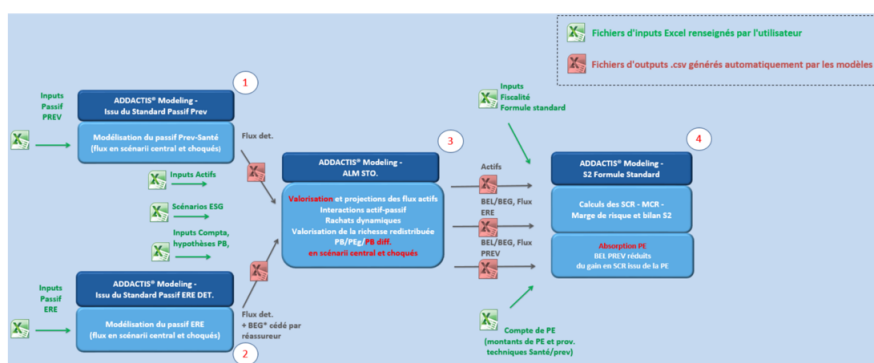 Fichiers d'inputs Excel renseignés par l'utilisateur
Fichiers d'outputs .csv générés automatiquement par les modèles
1
Inputs
Passif
PREV
ADDACTIS® Modeling -
Issu du Standard Passif Prev
Modélisation du passif Prev-Santé
(flux en scénarii central et choqués)
Flux det.
Inputs Actifs
Scénarios ESG
Inputs Compta,
hypothèses PB,
Inputs
Passif
ERE
ADDACTIS® Modeling -
Issu du Standard Passif ERE DET.
Modélisation du passif ERE
(flux en scénarii central et choqués)
2
Flux det.
+ BEG* cédé par
réassureur
3
ADDACTIS® Modeling -
ALM STO.
Valorisation et projections des flux actifs
Interactions actif-passif
Rachats dynamiques
Valorisation de la richesse redistribuée
PB/PEg/PB diff.
en scénarii central et choqués
Inputs
Fiscalité
Formule standard
Actifs
BEL/BEG, Flux
ERE
BEL/BEG, Flux
PREV
4
ADDACTIS® Modeling -
S2 Formule Standard
Calculs des SCR - MCR -
Marge de risque et bilan S2
Absorption PE
BEL PREV réduits
du gain en SCR issu de la PE
Compte de PE
(montants de PE et prov.
techniques Santé/prev)